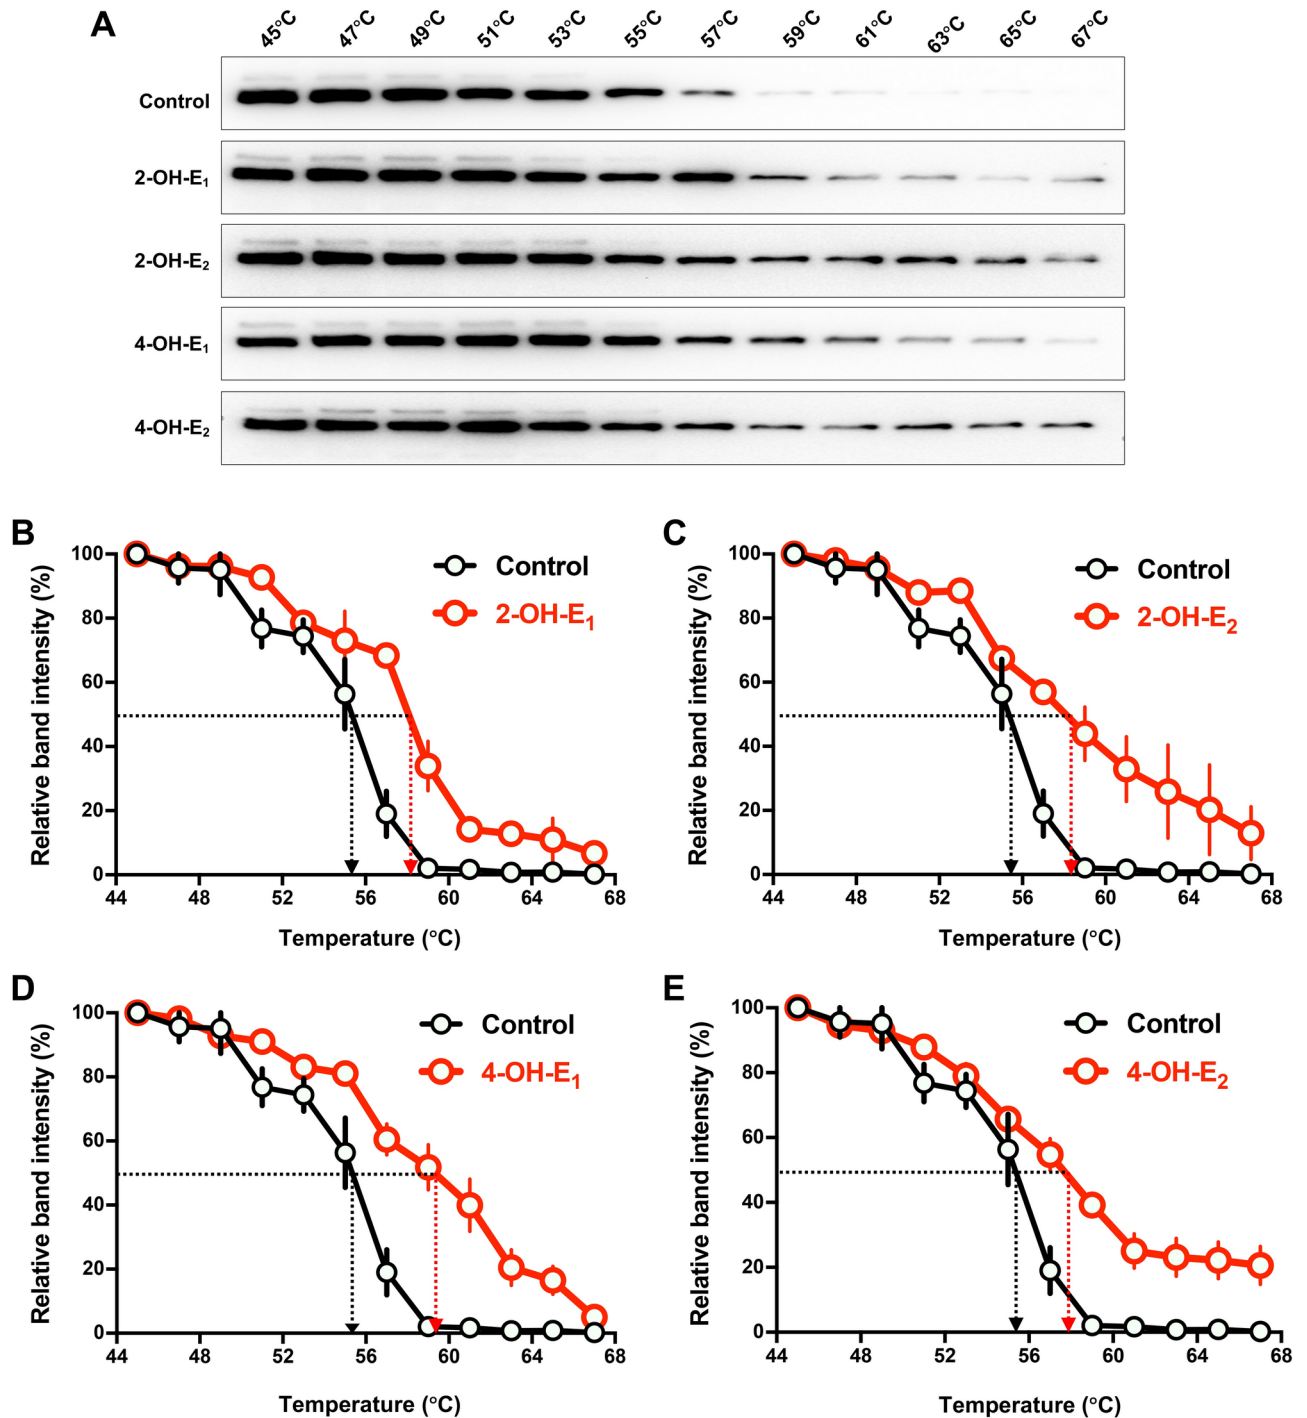 A
45°C 47°C 49°C 51°C 53°C 55°C 57°C 59°C 61°C 63°C 65°C 67°C
Control
2-OH-E₁
2-OH-E₂
4-OH-E₁
4-OH-E₂
B
Relative band intensity (%)
100
80
60
40
20
0
44 48 52 56 60 64 68
Temperature (°C)
Control
2-OH-E₁
C
Relative band intensity (%)
100
80
60
40
20
0
44 48 52 56 60 64 68
Temperature (°C)
Control
2-OH-E₂
D
Relative band intensity (%)
100
80
60
40
20
0
44 48 52 56 60 64 68
Temperature (°C)
Control
4-OH-E₁
E
Relative band intensity (%)
100
80
60
40
20
0
44 48 52 56 60 64 68
Temperature (°C)
Control
4-OH-E₂